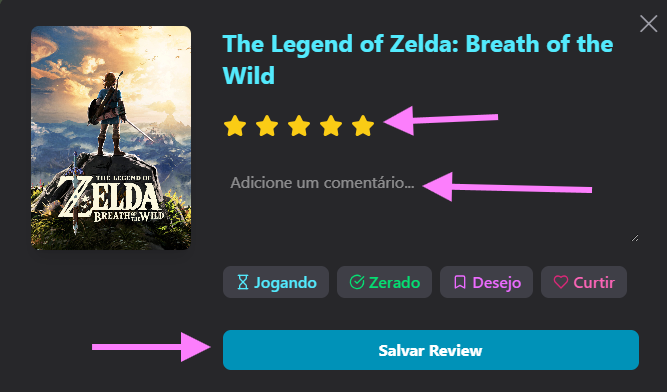 The Legend of Zelda: Breath of the
Wild
THE LEGEND OF
ZELDA
BREATH OF THE WILD
Adicione um comentário...
Jogando
Zerado
Desejo
Curtir
Salvar Review